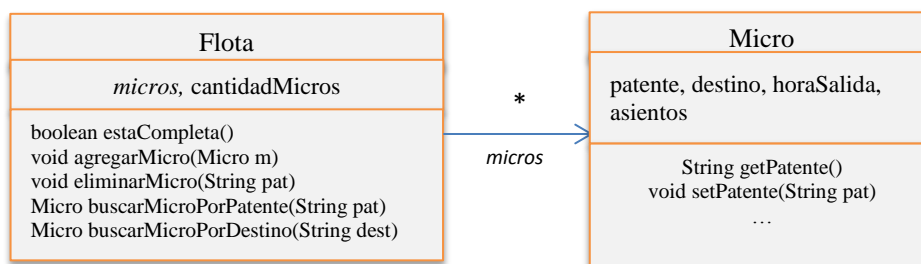 Flota
micros, cantidadMicros
boolean estaCompleta()
void agregarMicro(Micro m)
void eliminarMicro(String pat)
Micro buscarMicroPorPatente(String pat)
Micro buscarMicroPorDestino(String dest)
*
micros
Micro
patente, destino, horaSalida,
asientos
String getPatente()
void setPatente(String pat)
…